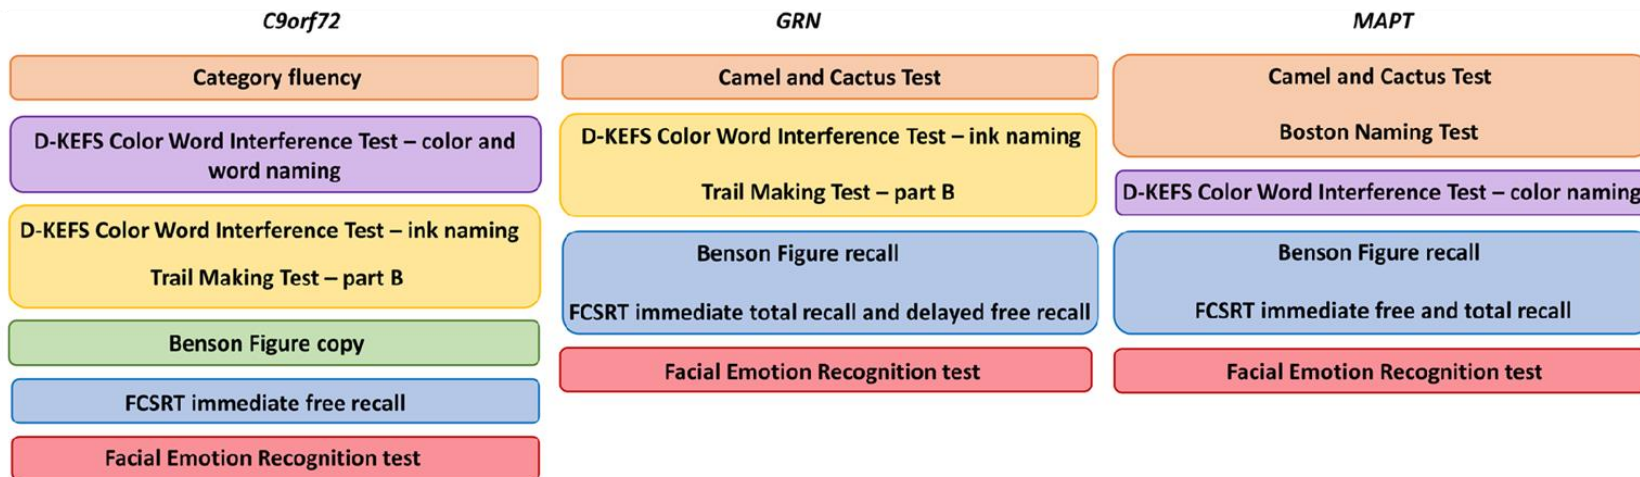 C9orf72
Category fluency
D-KEFS Color Word Interference Test – color and
word naming
D-KEFS Color Word Interference Test – ink naming
Trail Making Test – part B
Benson Figure copy
FCSRT immediate free recall
Facial Emotion Recognition test
GRN
Camel and Cactus Test
D-KEFS Color Word Interference Test – ink naming
Trail Making Test – part B
Benson Figure recall
FCSRT immediate total recall and delayed free recall
Facial Emotion Recognition test
MAPT
Camel and Cactus Test
Boston Naming Test
D-KEFS Color Word Interference Test – color naming
Benson Figure recall
FCSRT immediate free and total recall
Facial Emotion Recognition test